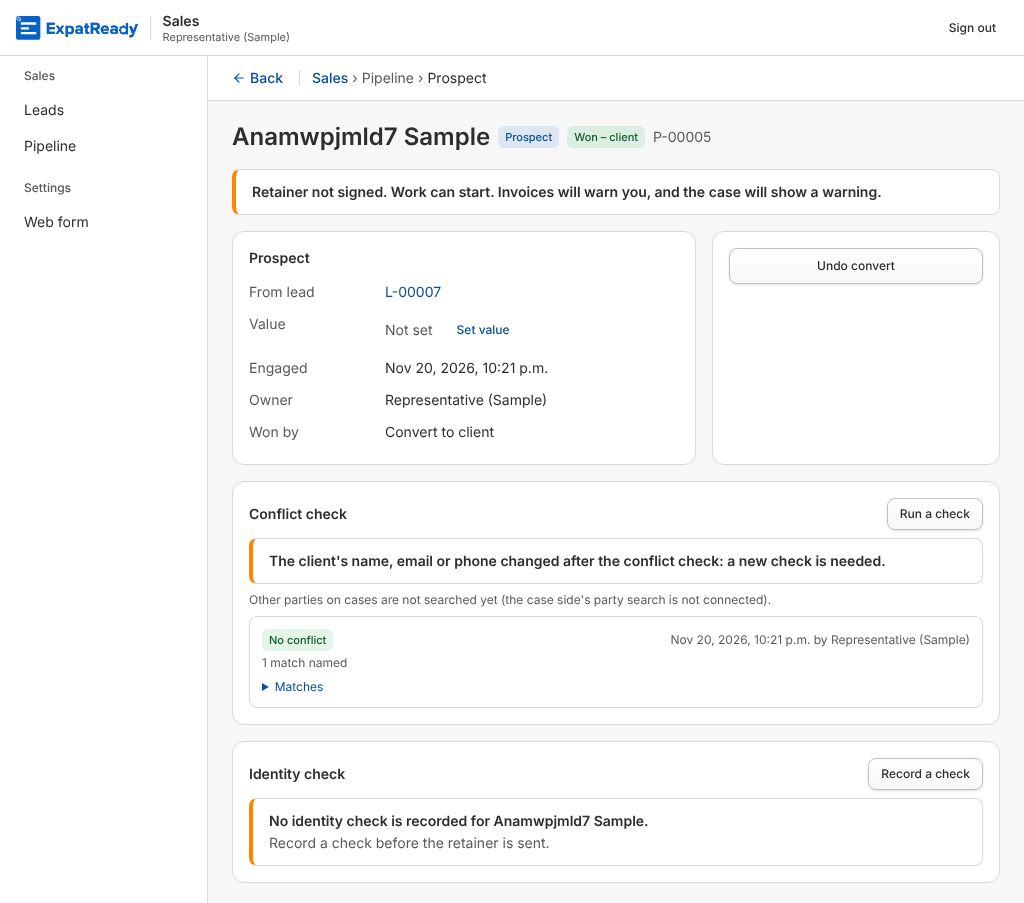 ExpatReady
Sales
Representative (Sample)
Sign out
Sales
Leads
Pipeline
Settings
Web form
← Back
Sales › Pipeline › Prospect
Anamwpjmld7 Sample Prospect Won – client P-00005
Retainer not signed. Work can start. Invoices will warn you, and the case will show a warning.
Prospect
From lead L-00007
Value Not set Set value
Engaged Nov 20, 2026, 10:21 p.m.
Owner Representative (Sample)
Won by Convert to client
Undo convert
Conflict check Run a check
The client's name, email or phone changed after the conflict check: a new check is needed.
Other parties on cases are not searched yet (the case side's party search is not connected).
No conflict Nov 20, 2026, 10:21 p.m. by Representative (Sample)
1 match named
Matches
Identity check Record a check
No identity check is recorded for Anamwpjmld7 Sample.
Record a check before the retainer is sent.